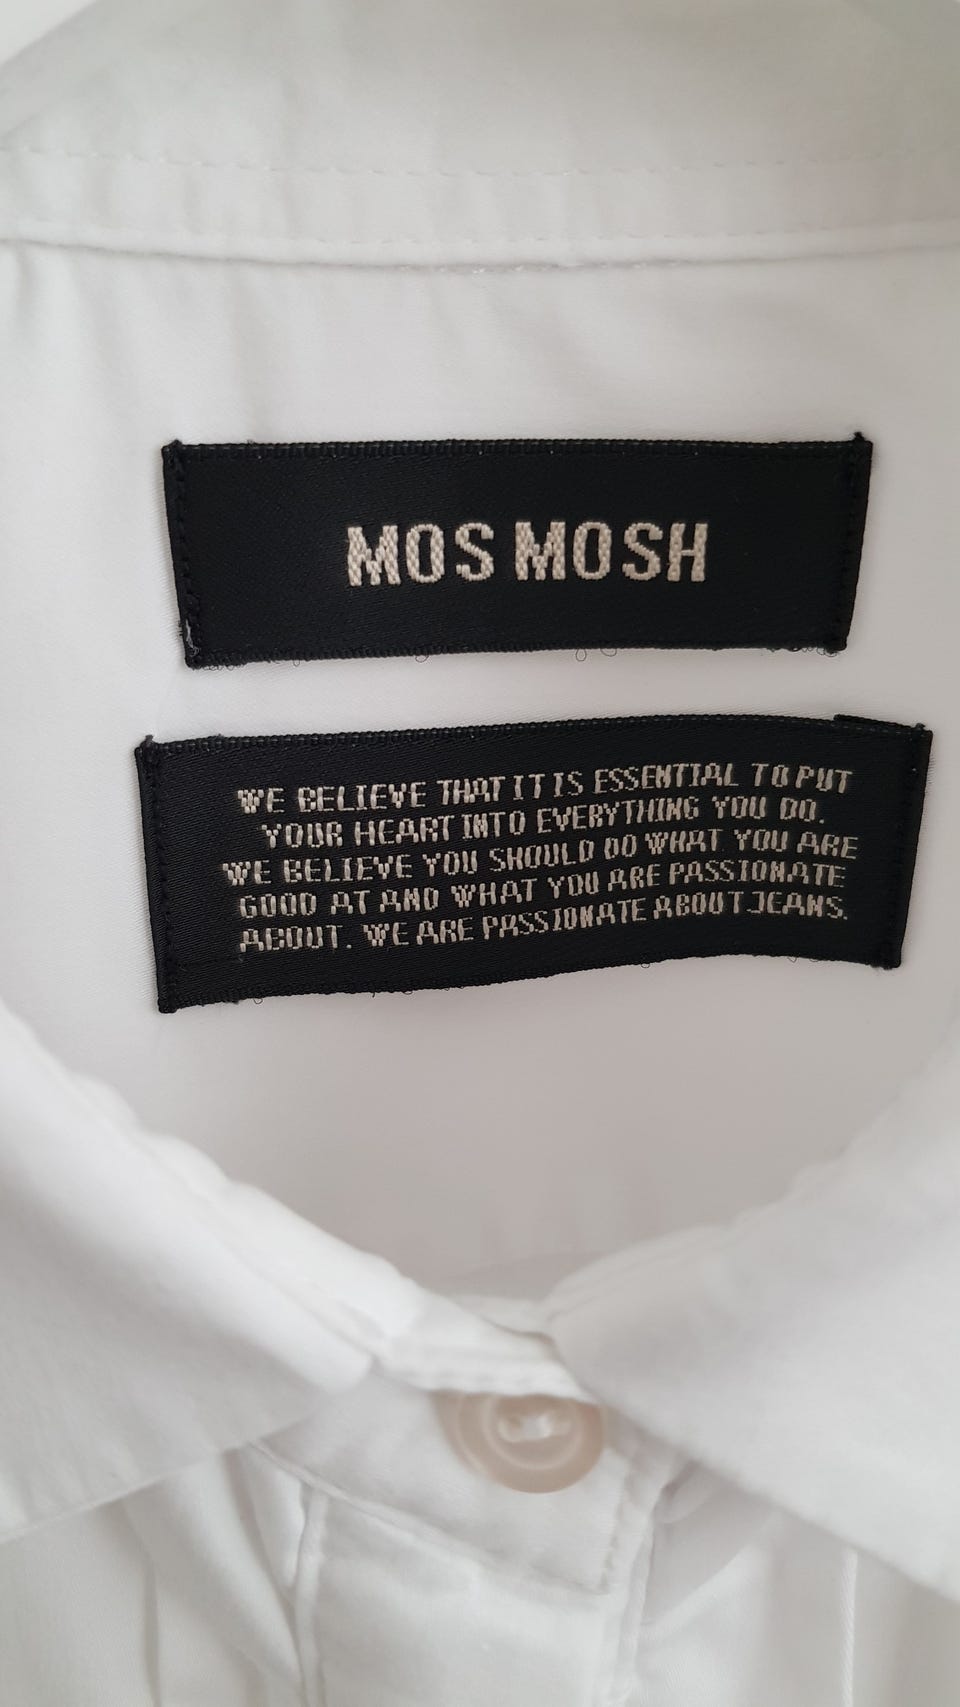 MOS MOSH
WE BELIEVE THAT IT IS ESSENTIAL TO PUT
YOUR HEART INTO EVERYTHING YOU DO.
WE BELIEVE YOU SHOULD DO WHAT YOU ARE
GOOD AT AND WHAT YOU ARE PASSIONATE
ABOUT. WE ARE PASSIONATE ABOUT JEANS.